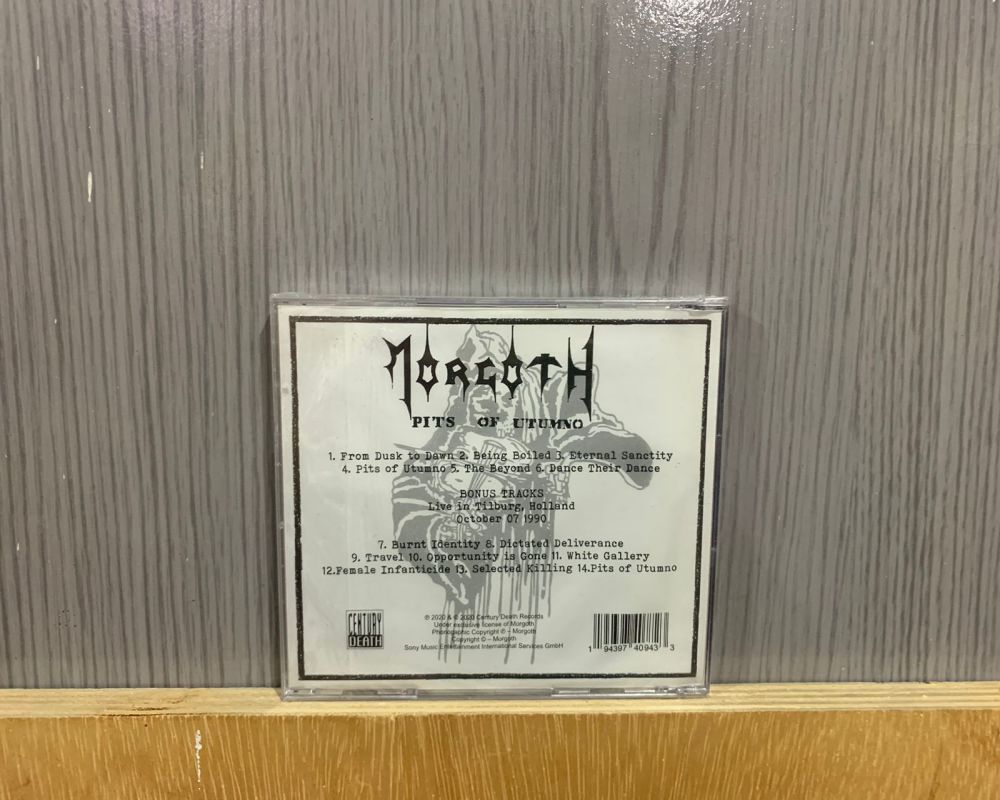 MORGOTH
PITS OF UTUMNO
1. From Dusk to Dawn 2. Being Boiled 3. Eternal Sanctity
4. Pits of Utumno 5. The Beyond 6. Dance Their Dance
BONUS TRACKS
Live in Tilburg, Holland
October 07 1990
7. Burnt Identity 8. Dictated Deliverance
9. Travel 10. Opportunity is Gone 11. White Gallery
12.Female Infanticide 13. Selected Killing 14.Pits of Utumno
CENTURY
DEATH
℗ 2020 & © 2020 Century Death Records
Under exclusive license of Morgoth
Phonographic Copyright ℗ – Morgoth
Copyright © – Morgoth
Sony Music Entertainment International Services GmbH
1 94397 40943 3